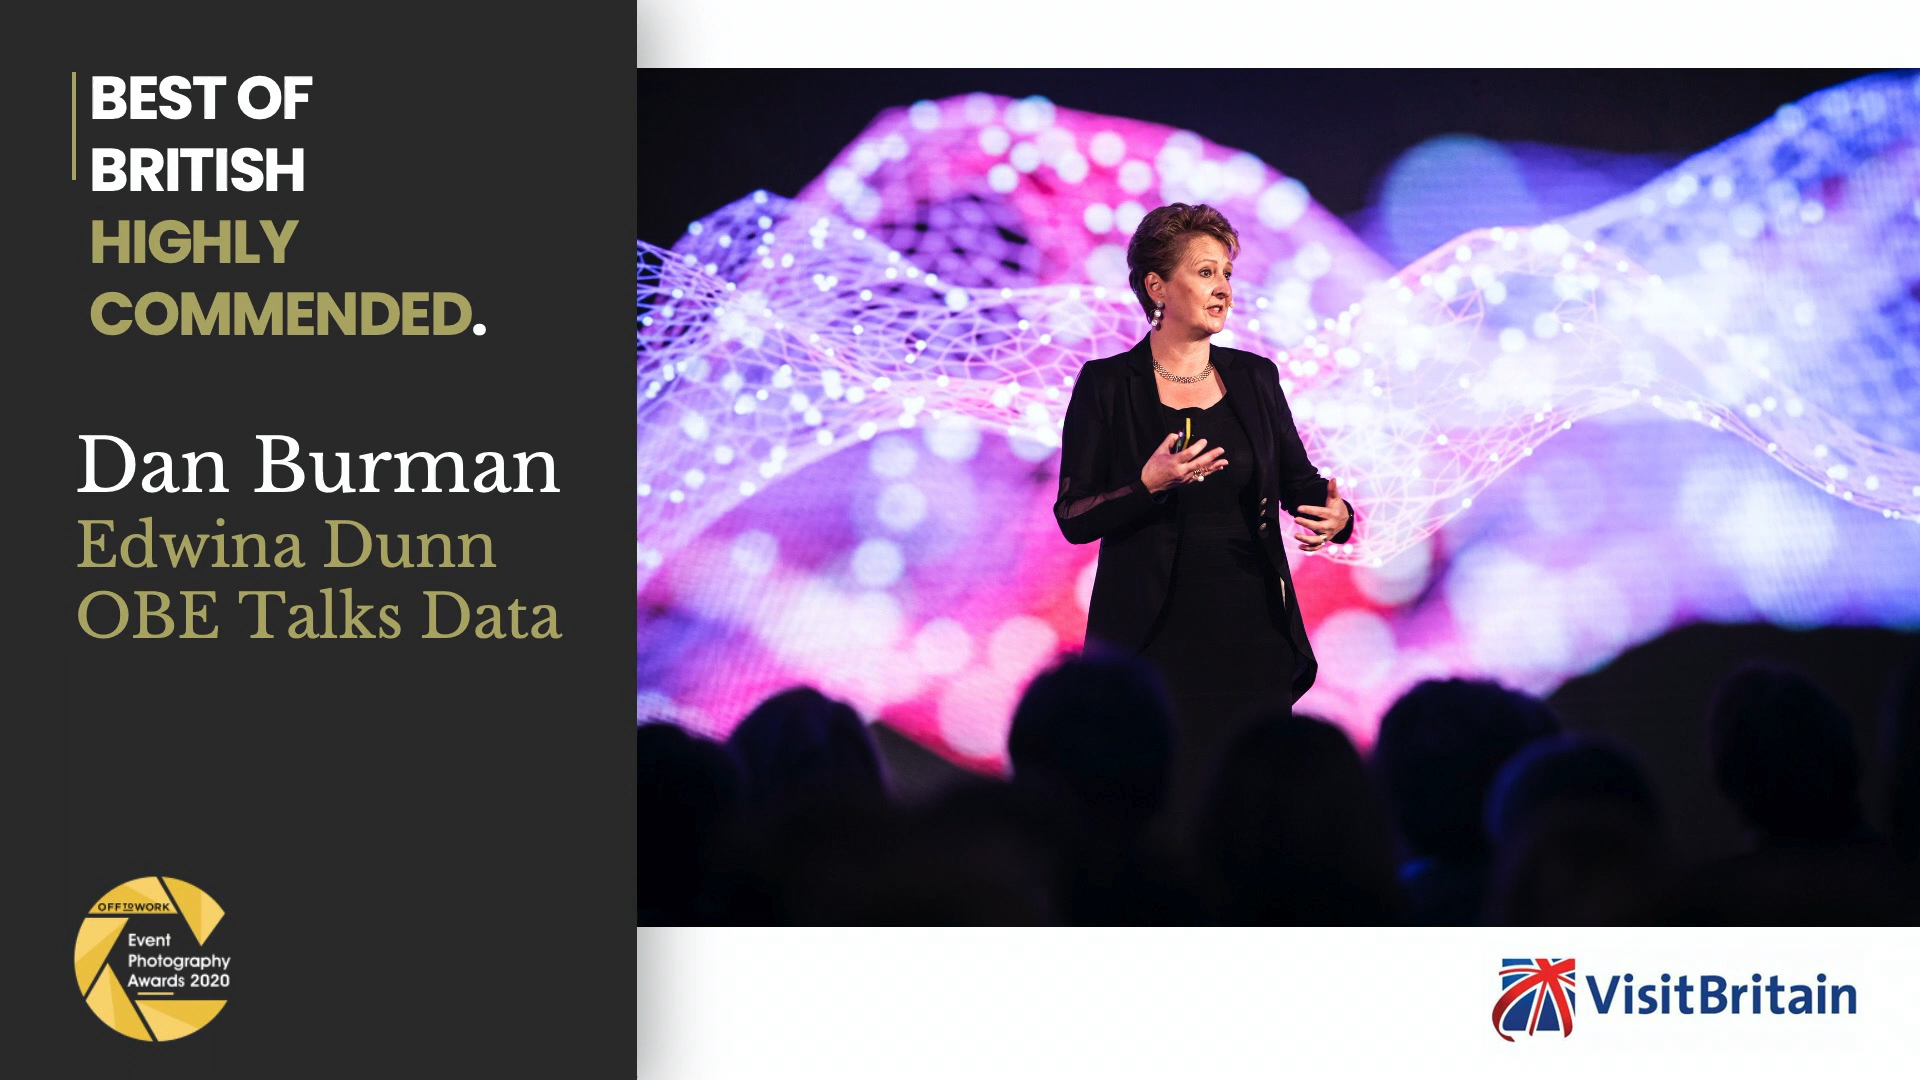 BEST OF
BRITISH
HIGHLY
COMMENDED.
Dan Burman
Edwina Dunn
OBE Talks Data
OFF TO WORK
Event
Photography
Awards 2020
VisitBritain